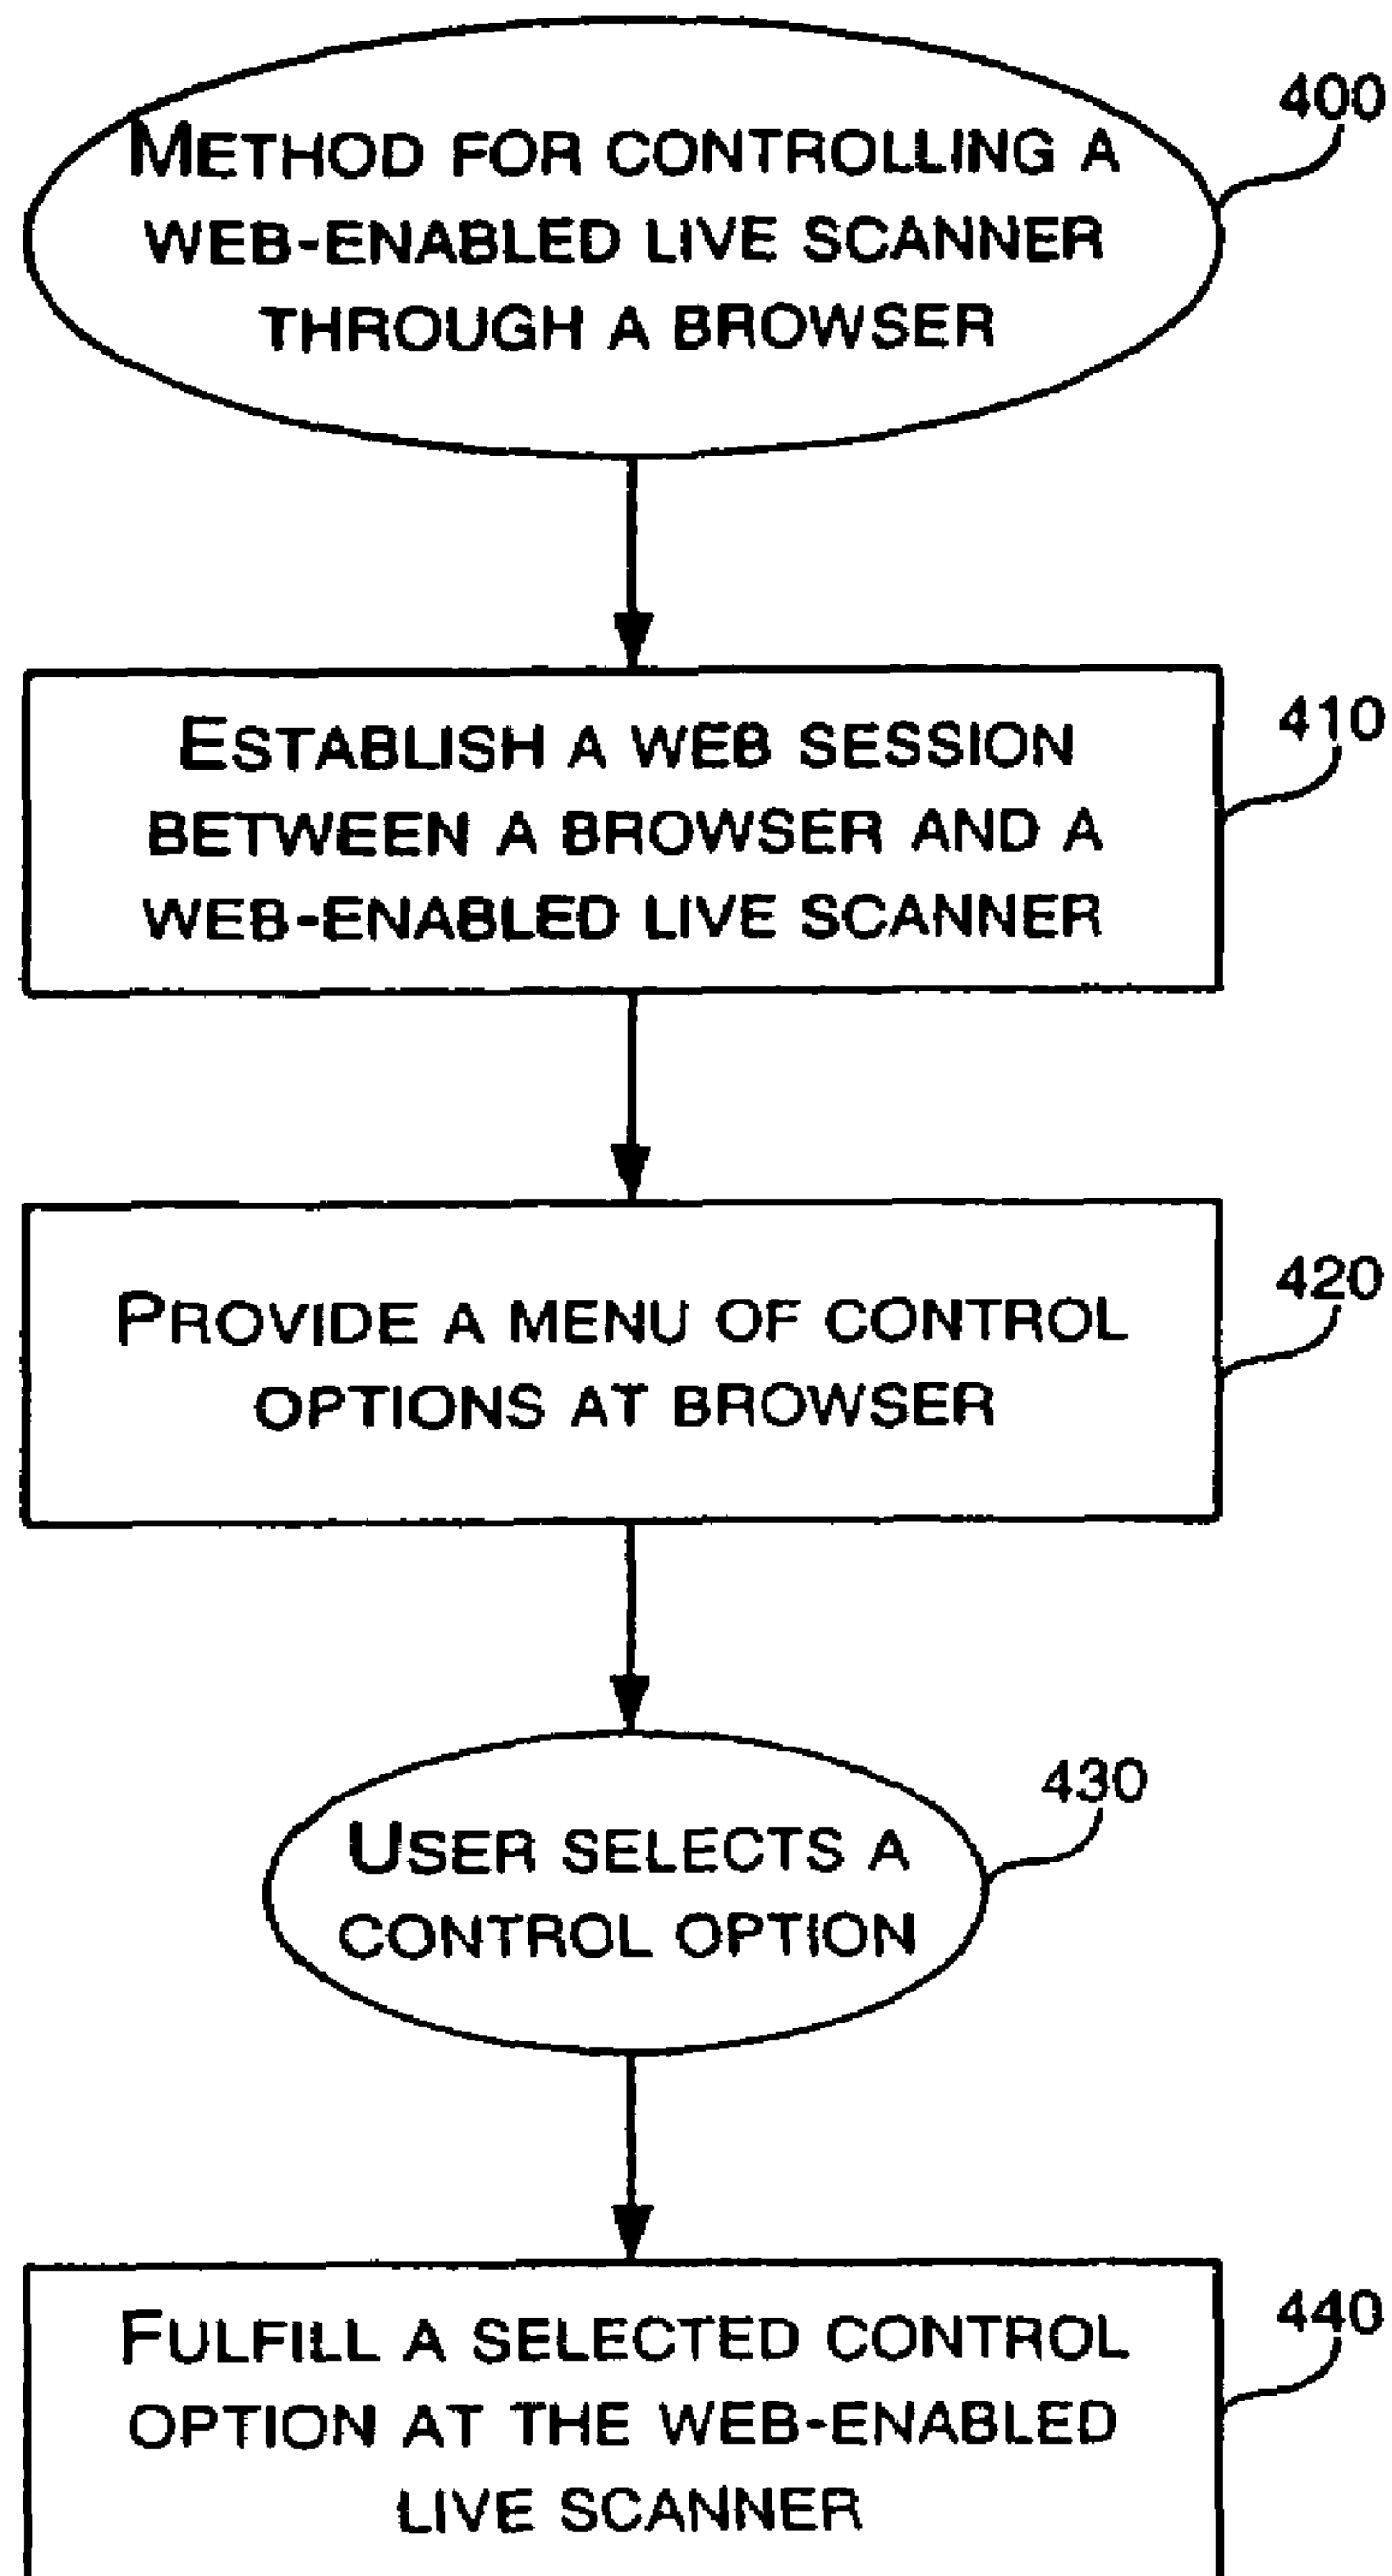 METHOD FOR CONTROLLING A
WEB-ENABLED LIVE SCANNER
THROUGH A BROWSER
400
ESTABLISH A WEB SESSION
BETWEEN A BROWSER AND A
WEB-ENABLED LIVE SCANNER
410
PROVIDE A MENU OF CONTROL
OPTIONS AT BROWSER
420
USER SELECTS A
CONTROL OPTION
430
FULFILL A SELECTED CONTROL
OPTION AT THE WEB-ENABLED
LIVE SCANNER
440